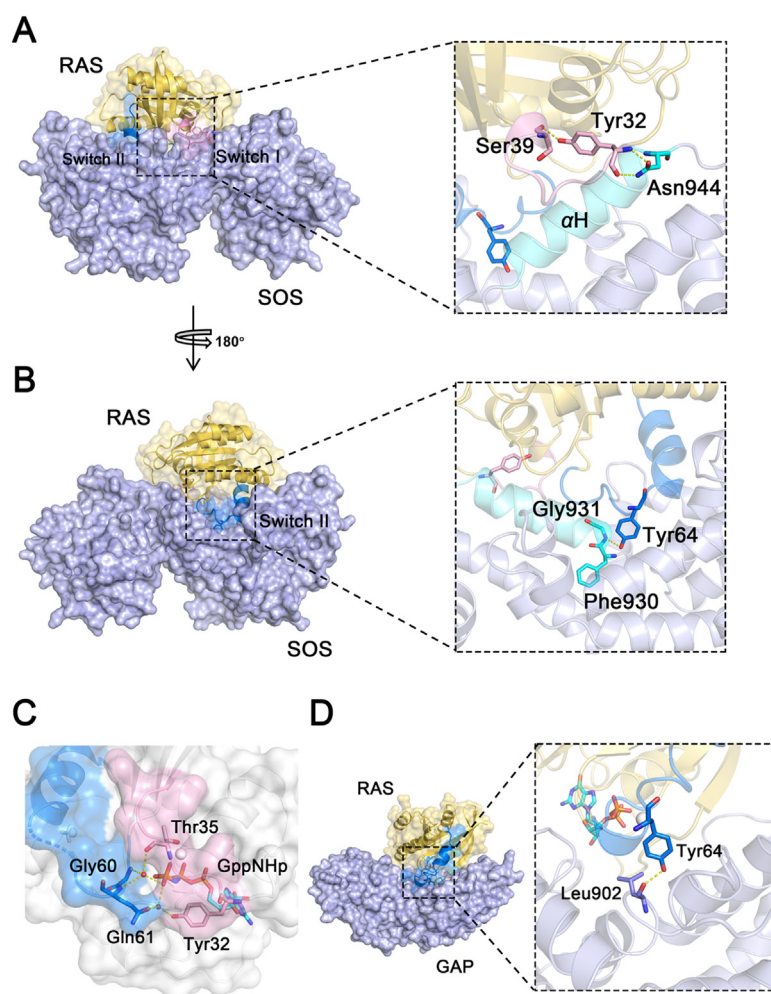 A
RAS
Switch II
Switch I
SOS
Ser39
Tyr32
Asn944
αH
180°
B
RAS
Switch II
SOS
Gly931
Tyr64
Phe930
C
Thr35
Gly60
GppNHp
Gln61
Tyr32
D
RAS
GAP
Tyr64
Leu902